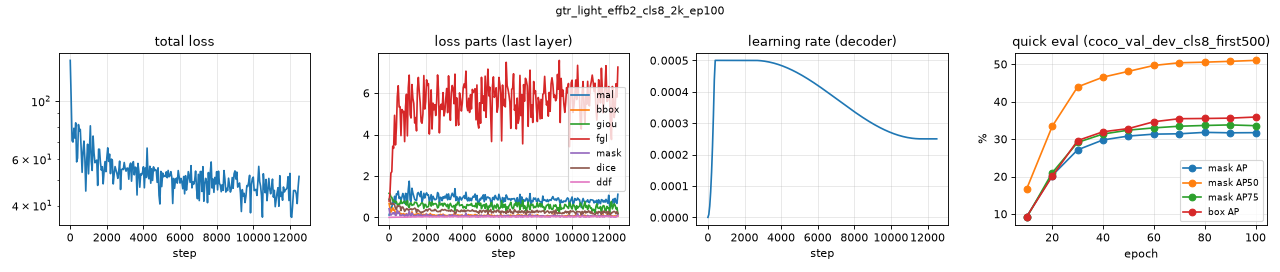 gtr_light_effb2_cls8_2k_ep100
total loss
10²
6 × 10¹
4 × 10¹
0 2000 4000 6000 8000 10000 12000
step
loss parts (last layer)
6
4
2
0
mal
bbox
giou
fgl
mask
dice
ddf
0 2000 4000 6000 8000 10000 12000
step
learning rate (decoder)
0.0005
0.0004
0.0003
0.0002
0.0001
0.0000
0 2000 4000 6000 8000 10000 12000
step
quick eval (coco_val_dev_cls8_first500)
%
50
40
30
20
10
mask AP
mask AP50
mask AP75
box AP
20 40 60 80 100
epoch